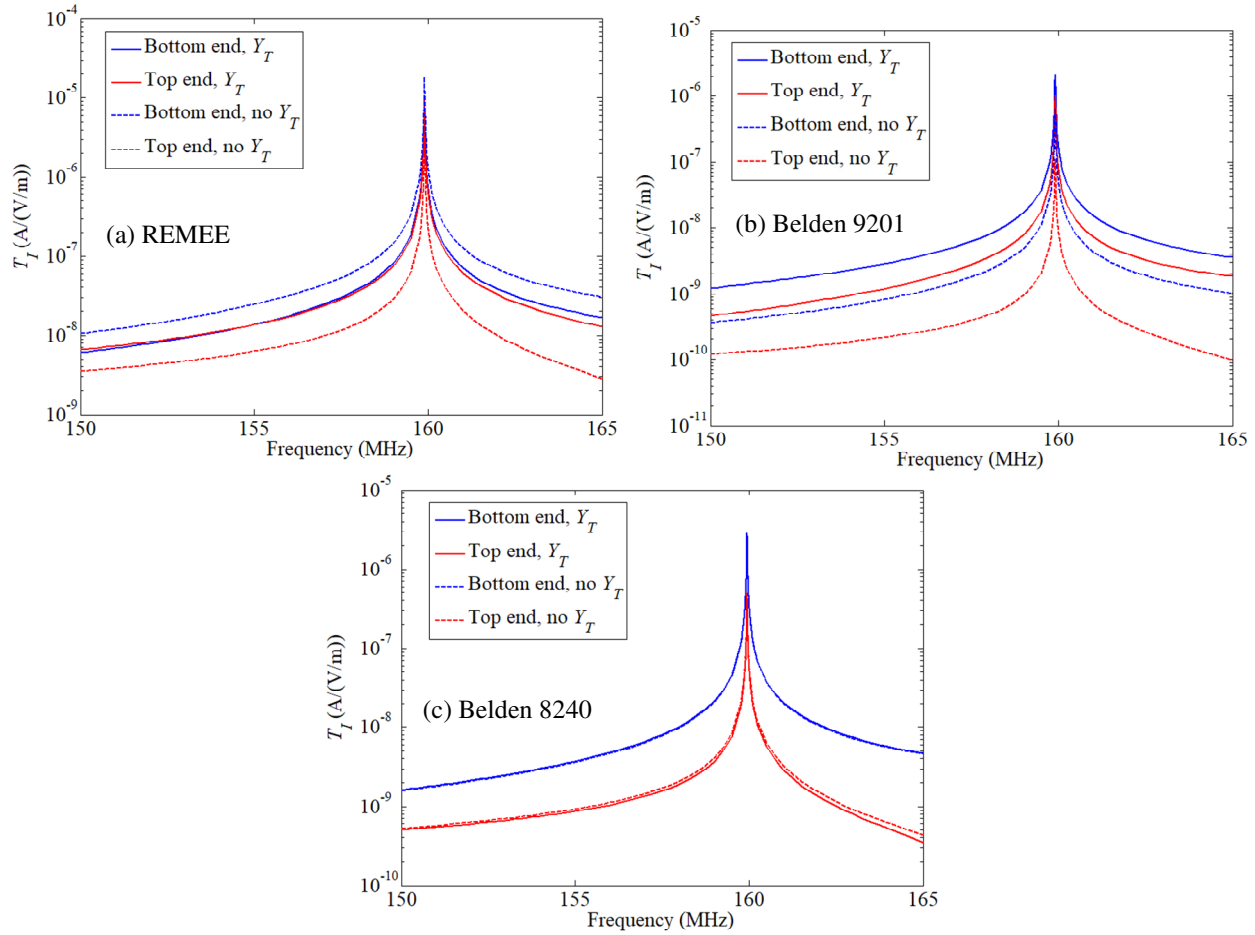 10^-4
10^-5
10^-6
10^-7
10^-8
10^-9
T_I (A/(V/m))
Bottom end, Y_T
Top end, Y_T
Bottom end, no Y_T
Top end, no Y_T
(a) REMEE
150 155 160 165
Frequency (MHz)
10^-5
10^-6
10^-7
10^-8
10^-9
10^-10
10^-11
T_I (A/(V/m))
Bottom end, Y_T
Top end, Y_T
Bottom end, no Y_T
Top end, no Y_T
(b) Belden 9201
150 155 160 165
Frequency (MHz)
10^-5
10^-6
10^-7
10^-8
10^-9
10^-10
T_I (A/(V/m))
Bottom end, Y_T
Top end, Y_T
Bottom end, no Y_T
Top end, no Y_T
(c) Belden 8240
150 155 160 165
Frequency (MHz)